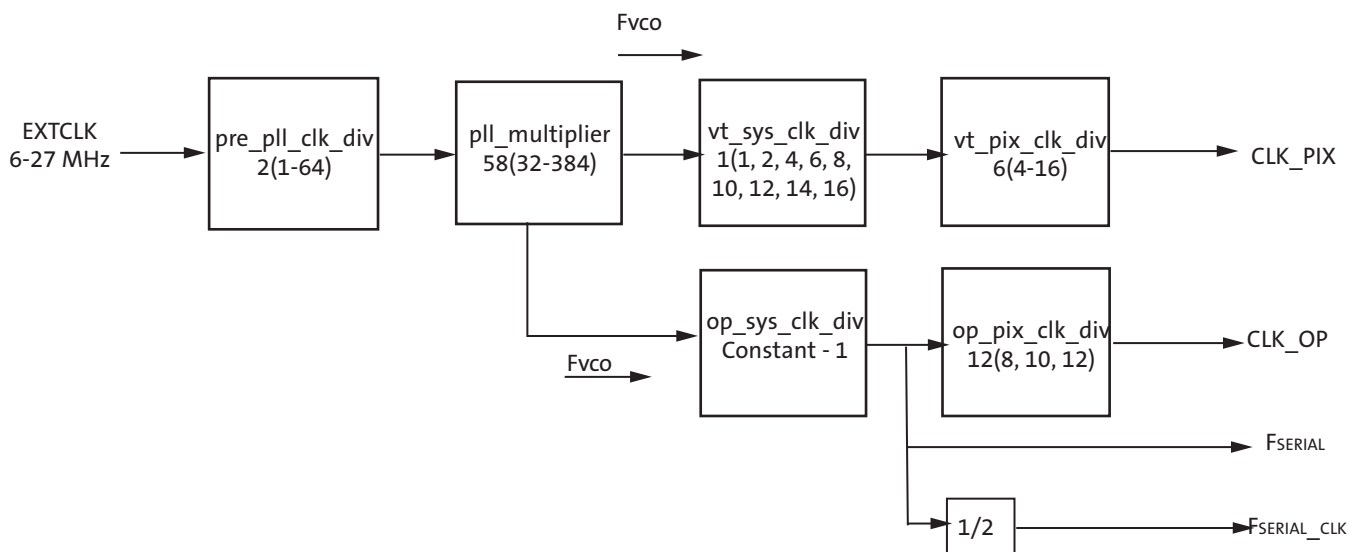 Fvco
EXTCLK
6-27 MHz
pre_pll_clk_div
2(1-64)
pll_multiplier
58(32-384)
vt_sys_clk_div
1(1, 2, 4, 6, 8,
10, 12, 14, 16)
vt_pix_clk_div
6(4-16)
CLK_PIX
Fvco
op_sys_clk_div
Constant - 1
op_pix_clk_div
12(8, 10, 12)
CLK_OP
FSERIAL
1/2
FSERIAL_CLK